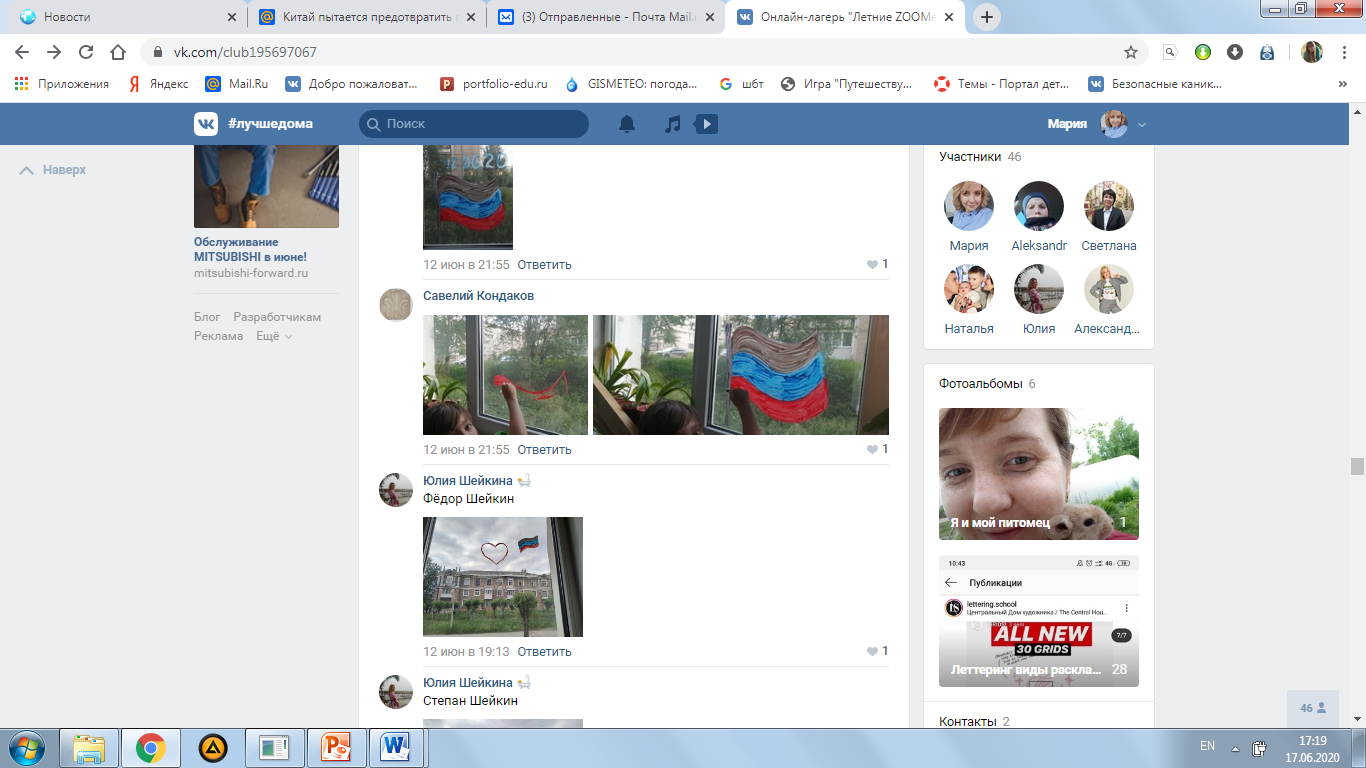 Новости
Китай пытается предотвратить
(3) Отправленные - Почта Mail.
Онлайн-лагерь "Летние ZOOM
vk.com/club195697067
Приложения
Яндекс
Mail.Ru
Добро пожаловат...
portfolio-edu.ru
GISMETEO: погода...
шбт
Игра "Путешеству...
Темы - Портал дет...
Безопасные каник...
»
#лучшедома
Поиск
Мария
Наверх
Обслуживание
MITSUBISHI в июне!
mitsubishi-forward.ru
Блог Разработчикам
Реклама Ещё
12 июн в 21:55 Ответить
1
Савелий Кондаков
12 июн в 21:55 Ответить
1
Юлия Шейкина
Фёдор Шейкин
12 июн в 19:13 Ответить
1
Юлия Шейкина
Степан Шейкин
Участники 46
Мария Aleksandr Светлана
Наталья Юлия Александ...
Фотоальбомы 6
Я и мой питомец 1
10:43
Публикации
lettering.school
Центральный Дом художника / The Central Hou...
7/7
ALL NEW
30 GRIDS
Леттеринг виды раскла... 28
Контакты 2
46
EN
17:19
17.06.2020